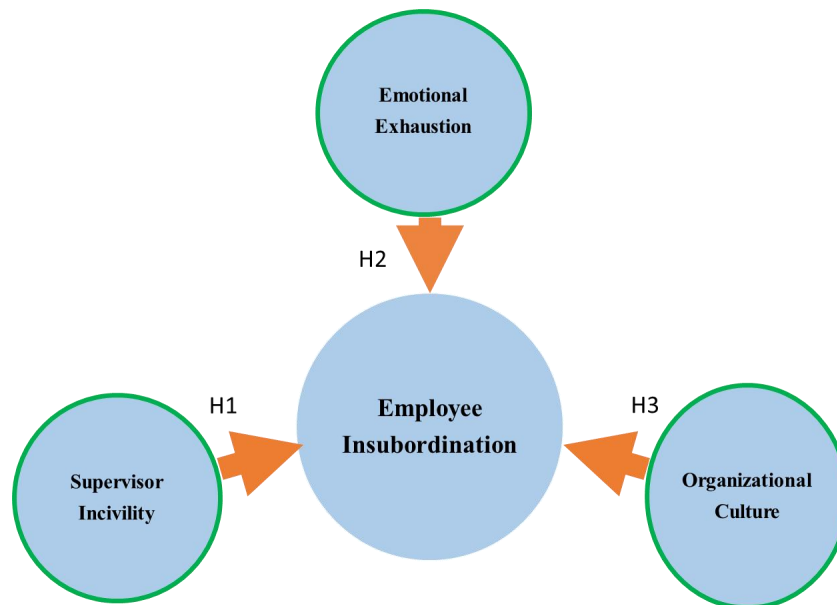 Emotional
Exhaustion
H2
Employee
Insubordination
H1
Supervisor
Incivility
H3
Organizational
Culture